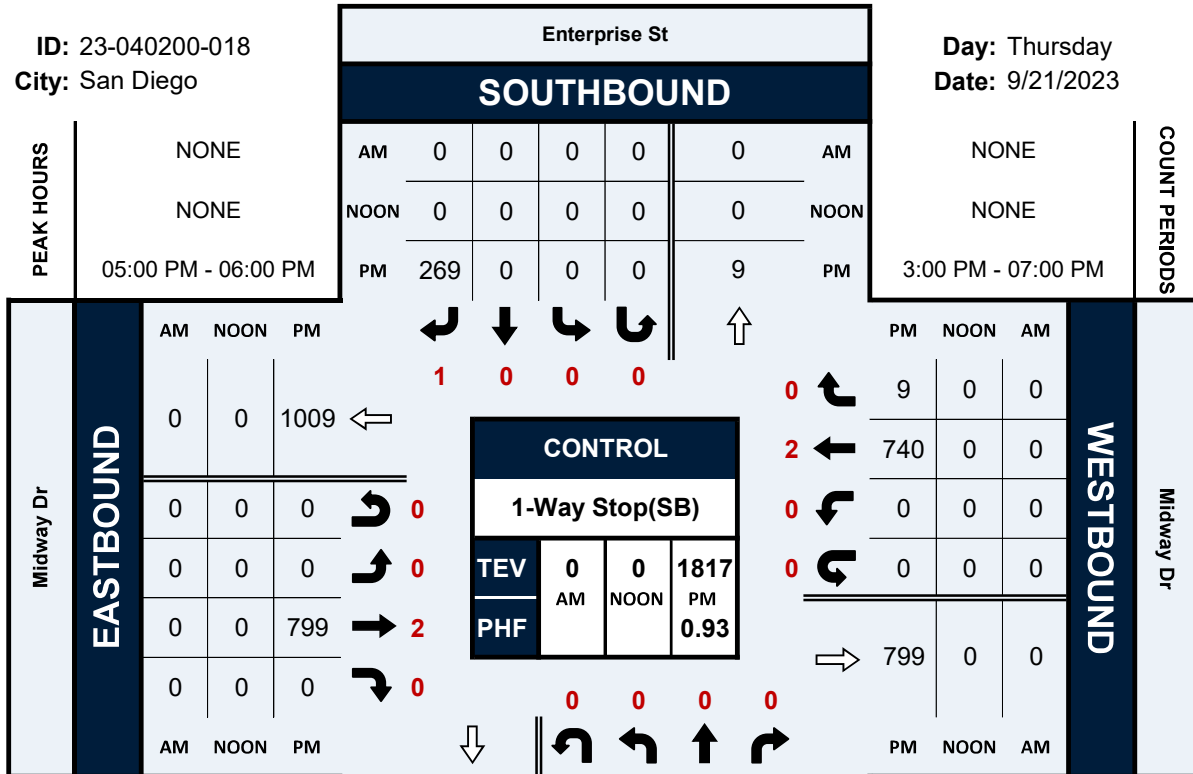 ID: 23-040200-018
City: San Diego
Enterprise St
SOUTHBOUND
Day: Thursday
Date: 9/21/2023
PEAK HOURS
NONE
NONE
05:00 PM - 06:00 PM
AM 0 0 0 0 0 AM
NOON 0 0 0 0 0 NOON
PM 269 0 0 0 9 PM
NONE
NONE
3:00 PM - 07:00 PM
COUNT PERIODS
1 0 0 0
Midway Dr
EASTBOUND
AM NOON PM
0 0 1009
0 0 0 0
0 0 0 0
0 0 799 2
0 0 0 0
AM NOON PM
CONTROL
1-Way Stop(SB)
TEV 0 0 1817
AM NOON PM
PHF 0.93
PM NOON AM
0 9 0 0
2 740 0 0
0 0 0 0
0 0 0 0
799 0 0
PM NOON AM
WESTBOUND
Midway Dr
0 0 0 0